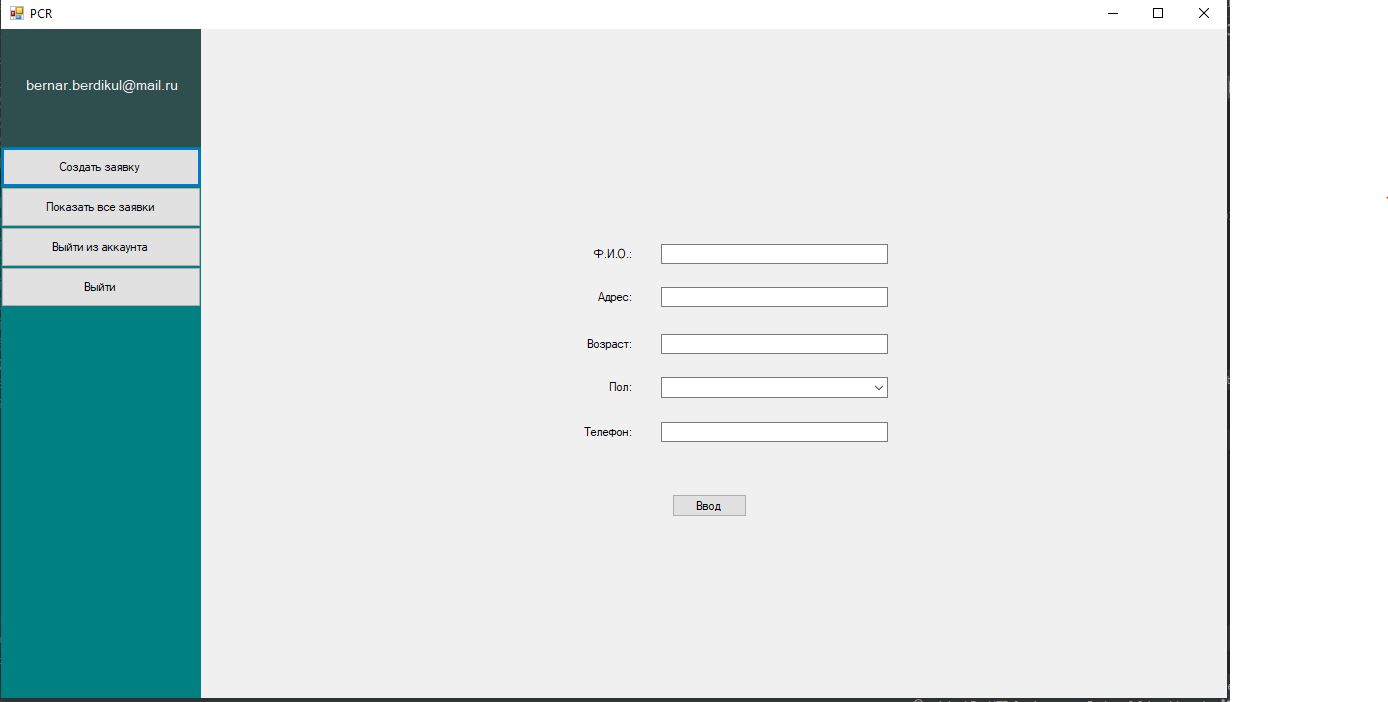 PCR
bernar.berdikul@mail.ru
Создать заявку
Показать все заявки
Выйти из аккаунта
Выйти
Ф.И.О.:
Адрес:
Возраст:
Пол:
Телефон:
Ввод